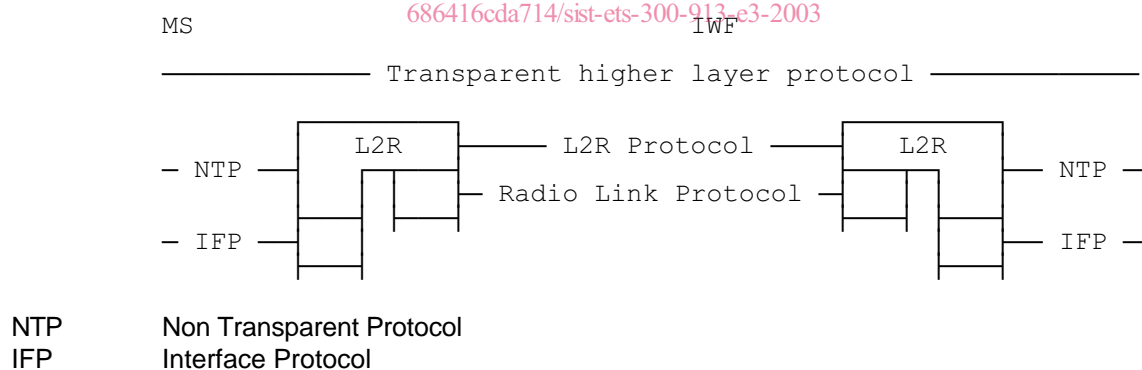 686416cda714/sist-ets-300-913-e3-2003
MS IWF
Transparent higher layer protocol
L2R L2R Protocol L2R
NTP NTP
Radio Link Protocol
IFP IFP
NTP Non Transparent Protocol
IFP Interface Protocol